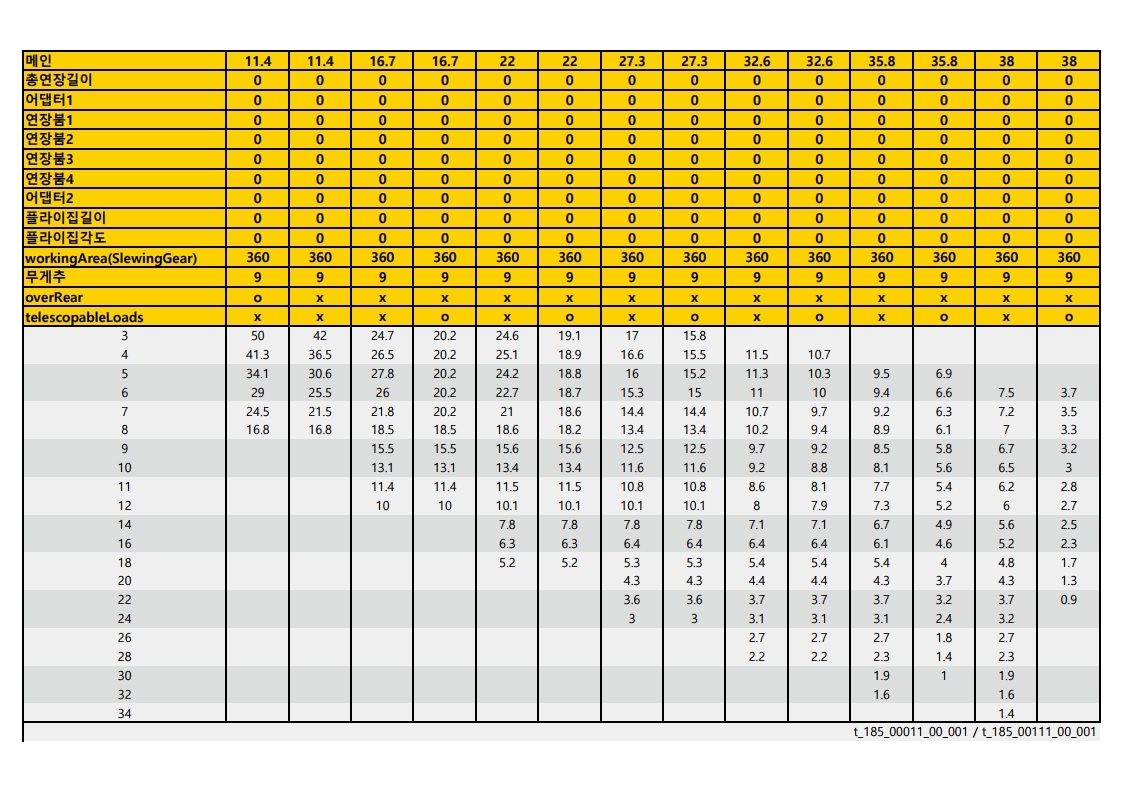 메인 11.4 11.4 16.7 16.7 22 22 27.3 27.3 32.6 32.6 35.8 35.8 38 38
총연장길이 0 0 0 0 0 0 0 0 0 0 0 0 0 0
어댑터1 0 0 0 0 0 0 0 0 0 0 0 0 0 0
연장붐1 0 0 0 0 0 0 0 0 0 0 0 0 0 0
연장붐2 0 0 0 0 0 0 0 0 0 0 0 0 0 0
연장붐3 0 0 0 0 0 0 0 0 0 0 0 0 0 0
연장붐4 0 0 0 0 0 0 0 0 0 0 0 0 0 0
어댑터2 0 0 0 0 0 0 0 0 0 0 0 0 0 0
플라이집길이 0 0 0 0 0 0 0 0 0 0 0 0 0 0
플라이집각도 0 0 0 0 0 0 0 0 0 0 0 0 0 0
workingArea(SlewingGear) 360 360 360 360 360 360 360 360 360 360 360 360 360 360
무게추 9 9 9 9 9 9 9 9 9 9 9 9 9 9
overRear o x x x x x x x x x x x x x
telescopableLoads x x x o x o x o x o x o x o
3 50 42 24.7 20.2 24.6 19.1 17 15.8
4 41.3 36.5 26.5 20.2 25.1 18.9 16.6 15.5 11.5 10.7
5 34.1 30.6 27.8 20.2 24.2 18.8 16 15.2 11.3 10.3 9.5 6.9
6 29 25.5 26 20.2 22.7 18.7 15.3 15 11 10 9.4 6.6 7.5 3.7
7 24.5 21.5 21.8 20.2 21 18.6 14.4 14.4 10.7 9.7 9.2 6.3 7.2 3.5
8 16.8 16.8 18.5 18.5 18.6 18.2 13.4 13.4 10.2 9.4 8.9 6.1 7 3.3
9 15.5 15.5 15.6 15.6 12.5 12.5 9.7 9.2 8.5 5.8 6.7 3.2
10 13.1 13.1 13.4 13.4 11.6 11.6 9.2 8.8 8.1 5.6 6.5 3
11 11.4 11.4 11.5 11.5 10.8 10.8 8.6 8.1 7.7 5.4 6.2 2.8
12 10 10 10.1 10.1 10.1 10.1 8 7.9 7.3 5.2 6 2.7
14 7.8 7.8 7.8 7.8 7.1 7.1 6.7 4.9 5.6 2.5
16 6.3 6.3 6.4 6.4 6.4 6.4 6.1 4.6 5.2 2.3
18 5.2 5.2 5.3 5.3 5.4 5.4 5.4 4 4.8 1.7
20 4.3 4.3 4.4 4.4 4.3 3.7 4.3 1.3
22 3.6 3.6 3.7 3.7 3.7 3.2 3.7 0.9
24 3 3 3.1 3.1 3.1 2.4 3.2
26 2.7 2.7 2.7 1.8 2.7
28 2.2 2.2 2.3 1.4 2.3
30 1.9 1 1.9
32 1.6 1.6
34 1.4
t_185_00011_00_001 / t_185_00111_00_001